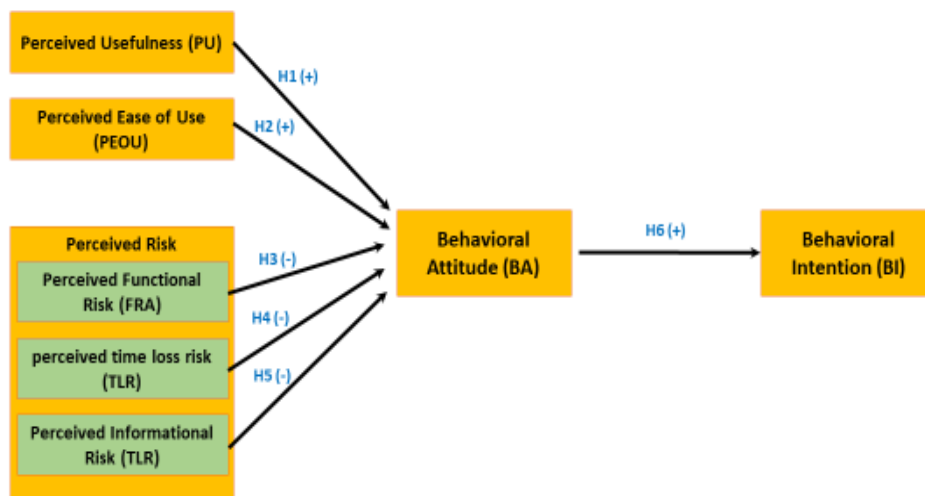 Perceived Usefulness (PU)
H1 (+)
Perceived Ease of Use
(PEOU)
H2 (+)
Perceived Risk
Perceived Functional
Risk (FRA)
H3 (-)
perceived time loss risk
(TLR)
H4 (-)
Perceived Informational
Risk (TLR)
H5 (-)
Behavioral
Attitude (BA)
H6 (+)
Behavioral
Intention (BI)